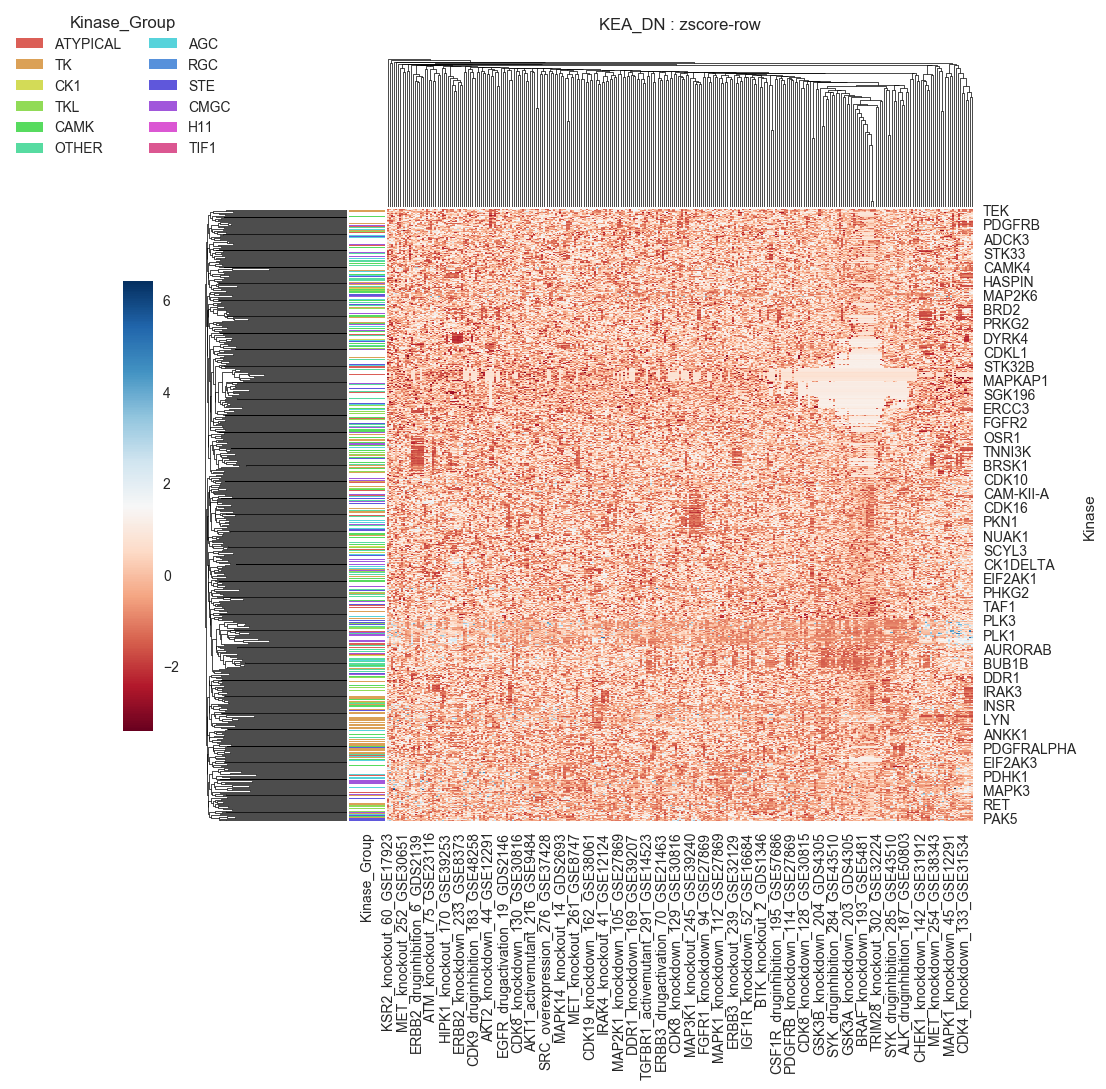 Kinase_Group
ATYPICAL
TK
CK1
TKL
CAMK
OTHER
AGC
RGC
STE
CMGC
H11
TIF1
KEA_DN : zscore-row
6
4
2
0
−2
TEK
PDGFRB
ADCK3
STK33
CAMK4
HASPIN
MAP2K6
BRD2
PRKG2
DYRK4
CDKL1
STK32B
MAPKAP1
SGK196
ERCC3
FGFR2
OSR1
TNNI3K
BRSK1
CDK10
CAM-KII-A
CDK16
PKN1
NUAK1
SCYL3
CK1DELTA
EIF2AK1
PHKG2
TAF1
PLK3
PLK1
AURORAB
BUB1B
DDR1
IRAK3
INSR
LYN
ANKK1
PDGFRALPHA
EIF2AK3
PDHK1
MAPK3
RET
PAK5
Kinase
Kinase_Group
KSR2_knockout_60_GSE17923
MET_knockout_252_GSE30651
ERBB2_druginhibition_6_GDS2139
ATM_knockout_75_GSE23116
HIPK1_knockout_170_GSE39253
ERBB2_knockdown_233_GSE8373
CDK9_druginhibition_163_GSE48258
AKT2_knockdown_44_GSE12291
EGFR_drugactivation_19_GDS2146
CDK8_knockdown_130_GSE30816
AKT1_activemutant_216_GSE9484
SRC_overexpression_276_GSE37428
MAPK14_knockout_14_GDS2693
MET_knockout_261_GSE8747
CDK19_knockdown_162_GSE38061
IRAK4_knockout_41_GSE12124
MAP2K1_knockdown_105_GSE27869
DDR1_knockdown_169_GSE39207
TGFBR1_activemutant_291_GSE14523
ERBB3_drugactivation_70_GSE21463
CDK8_knockdown_129_GSE30816
MAP3K1_knockout_245_GSE39240
FGFR1_knockdown_94_GSE27869
MAPK1_knockdown_112_GSE27869
ERBB3_knockout_239_GSE32129
IGF1R_knockdown_52_GSE16684
BTK_knockout_2_GDS1346
CSF1R_druginhibition_195_GSE57686
PDGFRB_knockdown_114_GSE27869
CDK8_knockdown_128_GSE30815
GSK3B_knockdown_204_GDS4305
SYK_druginhibition_284_GSE43510
GSK3A_knockdown_203_GDS4305
BRAF_knockdown_193_GSE5481
TRIM28_knockout_302_GSE32224
SYK_druginhibition_285_GSE43510
ALK_druginhibition_187_GSE50803
CHEK1_knockdown_142_GSE31912
MET_knockdown_254_GSE38343
MAPK1_knockdown_45_GSE12291
CDK4_knockdown_133_GSE31534